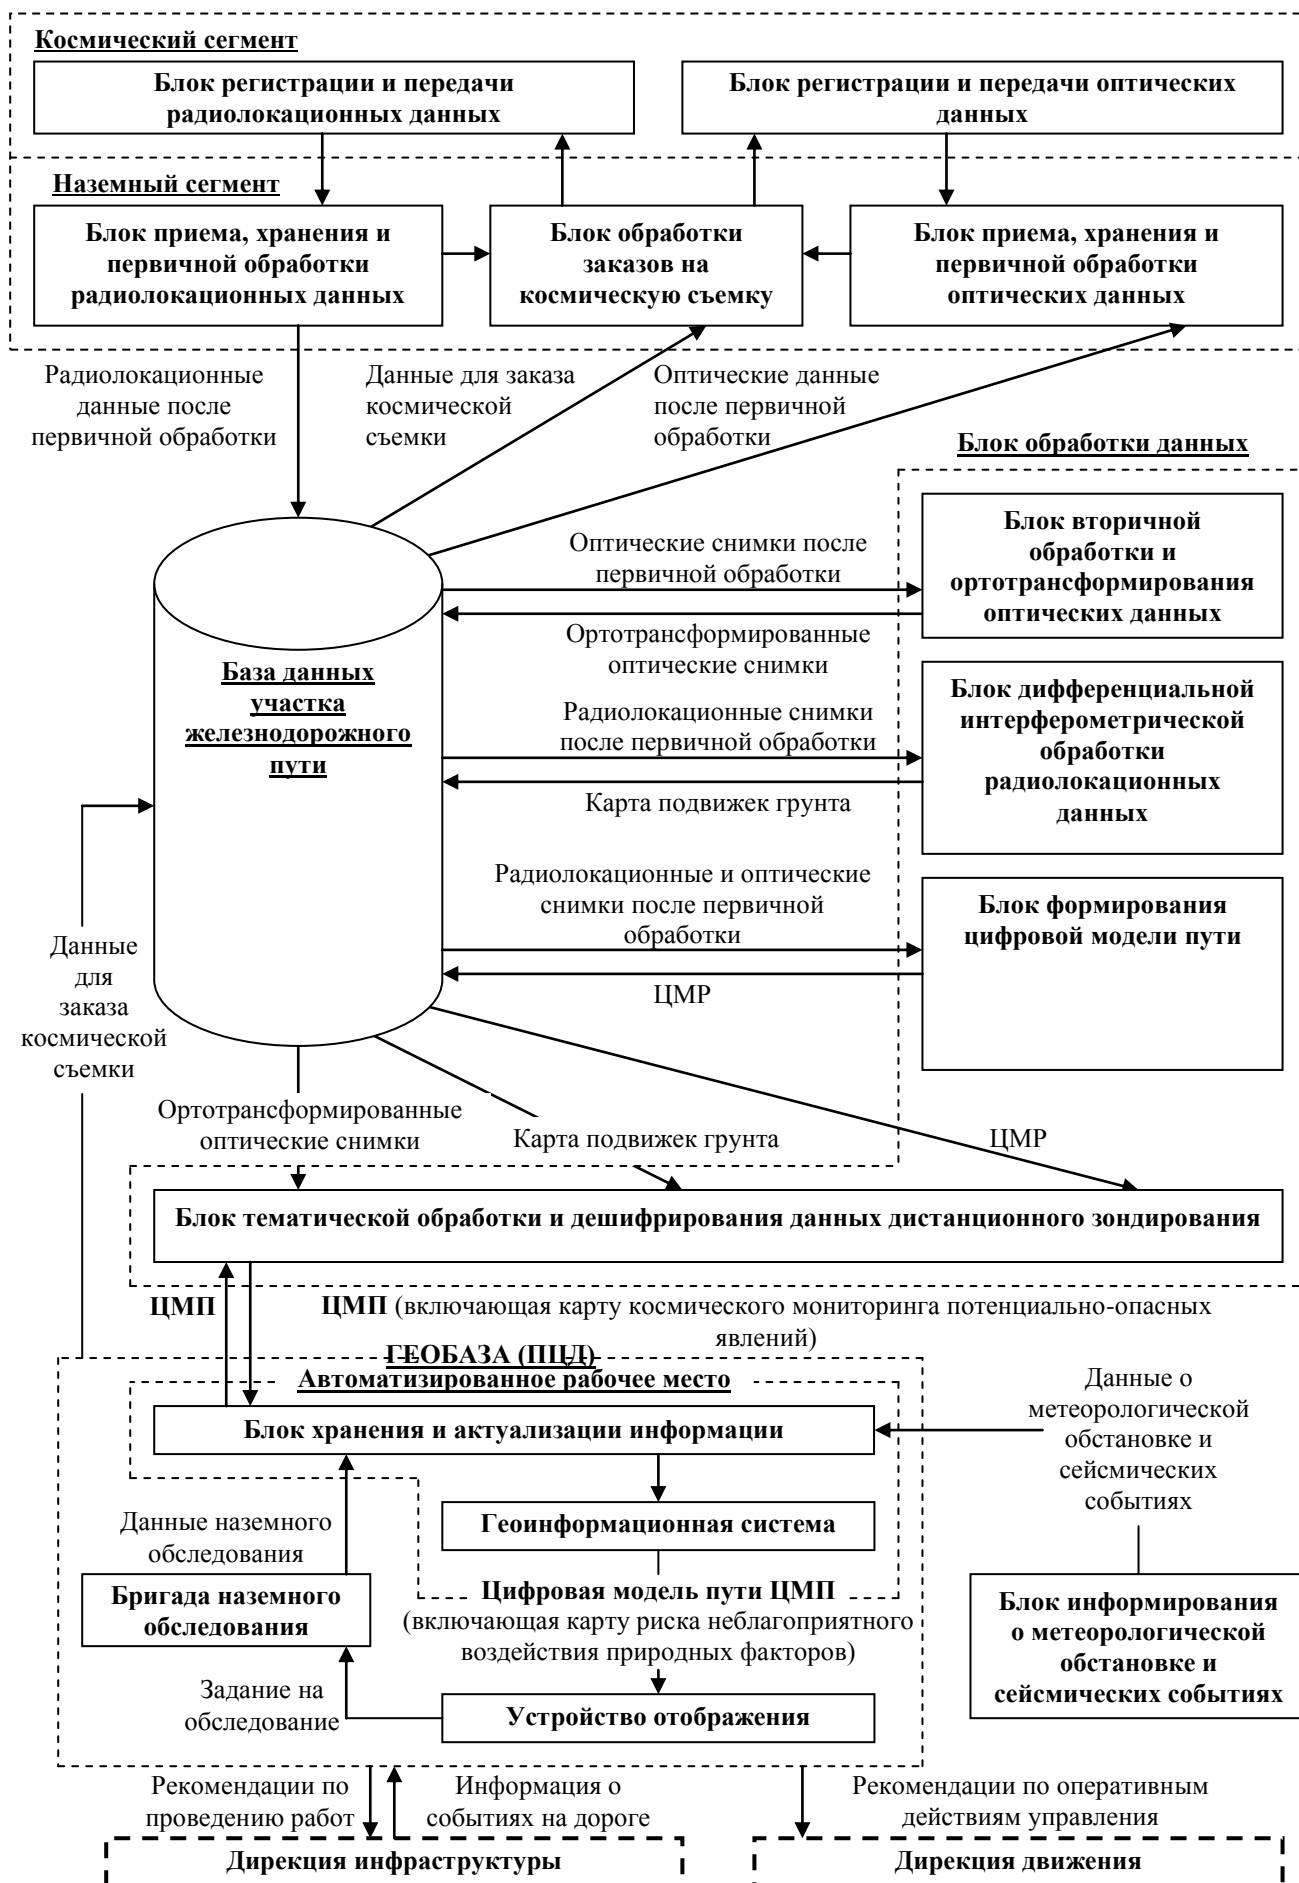 Космический сегмент
Блок регистрации и передачи
радиолокационных данных
Блок регистрации и передачи оптических
данных
Наземный сегмент
Блок приема, хранения и
первичной обработки
радиолокационных данных
Блок обработки
заказов на
космическую съемку
Блок приема, хранения и
первичной обработки
оптических данных
Радиолокационные
данные после
первичной обработки
Данные для заказа
космической
съемки
Оптические данные
после первичной
обработки
Блок обработки данных
Блок вторичной
обработки и
ортотрансформирования
оптических данных
Оптические снимки после
первичной обработки
Ортотрансформированные
оптические снимки
База данных
участка
железнодорожного
пути
Блок дифференциальной
интерферометрической
обработки
радиолокационных
данных
Радиолокационные снимки
после первичной обработки
Карта подвижек грунта
Радиолокационные и оптические
снимки после первичной
обработки
ЦМР
Блок формирования
цифровой модели пути
Данные
для
заказа
космической
съемки
Ортотрансформированные
оптические снимки
Карта подвижек грунта
ЦМР
Блок тематической обработки и дешифрирования данных дистанционного зондирования
ЦМП
ЦМП (включающая карту космического мониторинга потенциально-опасных
явлений)
ГЕОБАЗА (ПЦД)
Автоматизированное рабочее место
Блок хранения и актуализации информации
Данные о
метеорологической
обстановке и
сейсмических
событиях
Геоинформационная система
Данные наземного
обследования
Бригада наземного
обследования
Цифровая модель пути ЦМП
(включающая карту риска неблагоприятного
воздействия природных факторов)
Блок информирования
о метеорологической
обстановке и
сейсмических событиях
Задание на
обследование
Устройство отображения
Рекомендации по
проведению работ
Информация о
событиях на дороге
Рекомендации по оперативным
действиям управления
Дирекция инфраструктуры
Дирекция движения